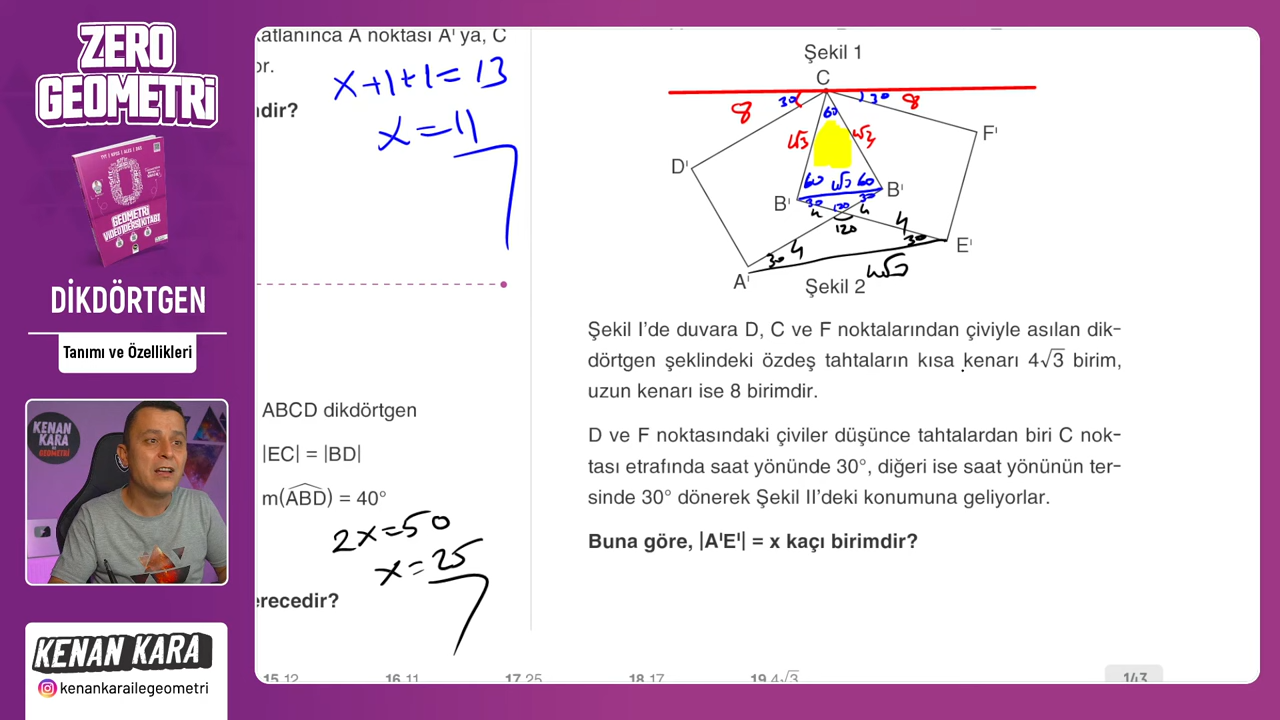 ZERO
GEOMETRİ
GEOMETRİ
VİDEO DERS KİTABI
DİKDÖRTGEN
Tanımı ve Özellikleri
KENAN
KARA
GEOMETRİ
KENAN KARA
kenankarailegeometri
katlanınca A noktası A'ya, C
or.
x+1+1=13
ndir?
x=11
ABCD dikdörtgen
|EC| = |BD|
m(ABD) = 40°
2x=50
x=25
erecedir?
Şekil 1
C
8
30
30
8
60
4√3
4√3
F'
D'
60
4√3
60
B'
B'
30
120
30
4
4
4
120
30
E'
30
4
A'
4√3
Şekil 2
Şekil I'de duvara D, C ve F noktalarından çiviyle asılan dik-
dörtgen şeklindeki özdeş tahtaların kısa kenarı 4√3 birim,
uzun kenarı ise 8 birimdir.
D ve F noktasındaki çiviler düşünce tahtalardan biri C nok-
tası etrafında saat yönünde 30°, diğeri ise saat yönünün ter-
sinde 30° dönerek Şekil II'deki konumuna geliyorlar.
Buna göre, |A'E'| = x kaçı birimdir?
15.12 16.11 17.25 18.17 19.4√3
143